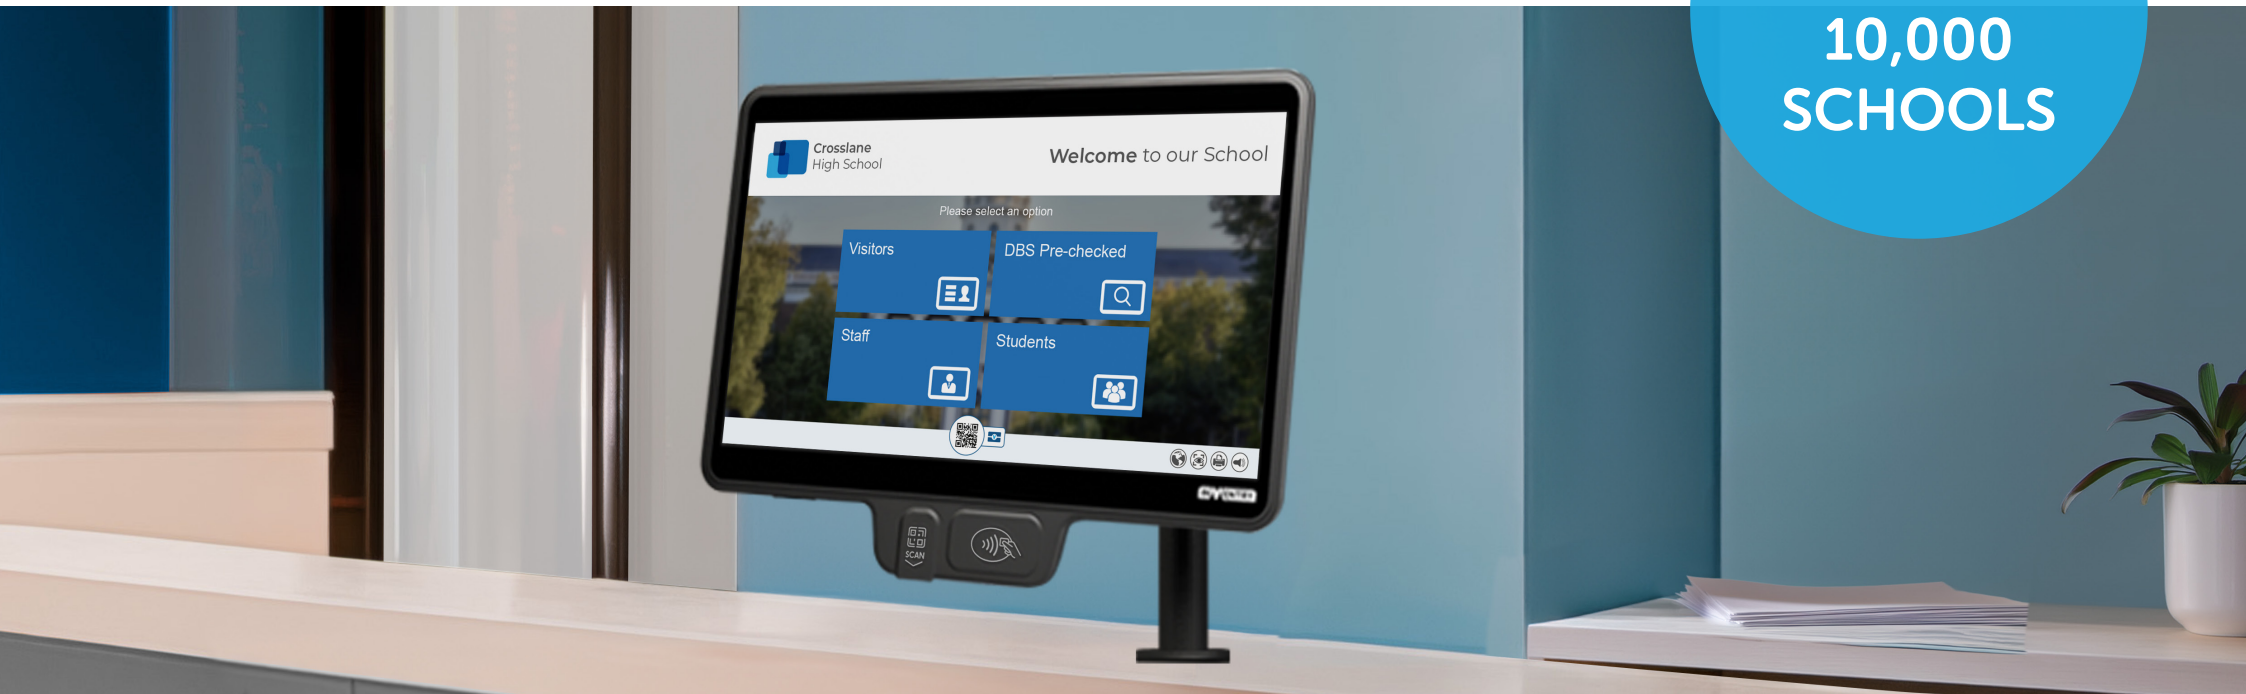 10,000
SCHOOLS
Crosslane
High School
Welcome to our School
Please select an option
Visitors
DBS Pre-checked
Staff
Students
SCAN